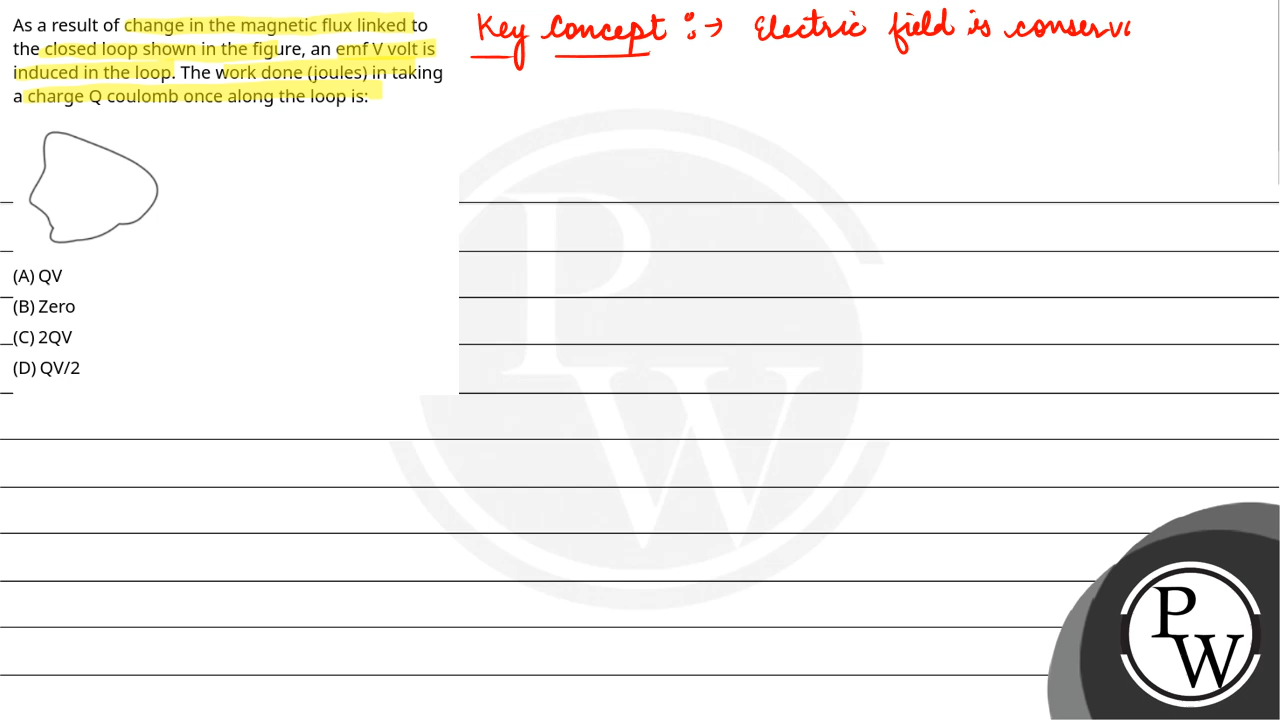 As a result of change in the magnetic flux linked to
the closed loop shown in the figure, an emf V volt is
induced in the loop. The work done (joules) in taking
a charge Q coulomb once along the loop is:
(A) QV
(B) Zero
(C) 2QV
(D) QV/2
Key Concept :→ Electric field is conserva
PW
PW